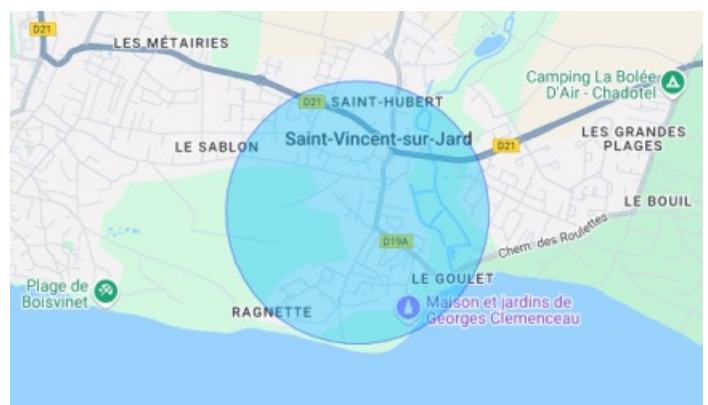 D21
LES MÉTAIRIES
Camping La Bolée
D'Air - Chadotel
D21
SAINT-HUBERT
LE SABLON
Saint-Vincent-sur-Jard
D21
LES GRANDES
PLAGES
LE BOUIL
Chem. des Roulettes
D19A
LE GOULET
Plage de
Boisvinet
RAGNETTE
Maison et jardins de
Georges Clemenceau